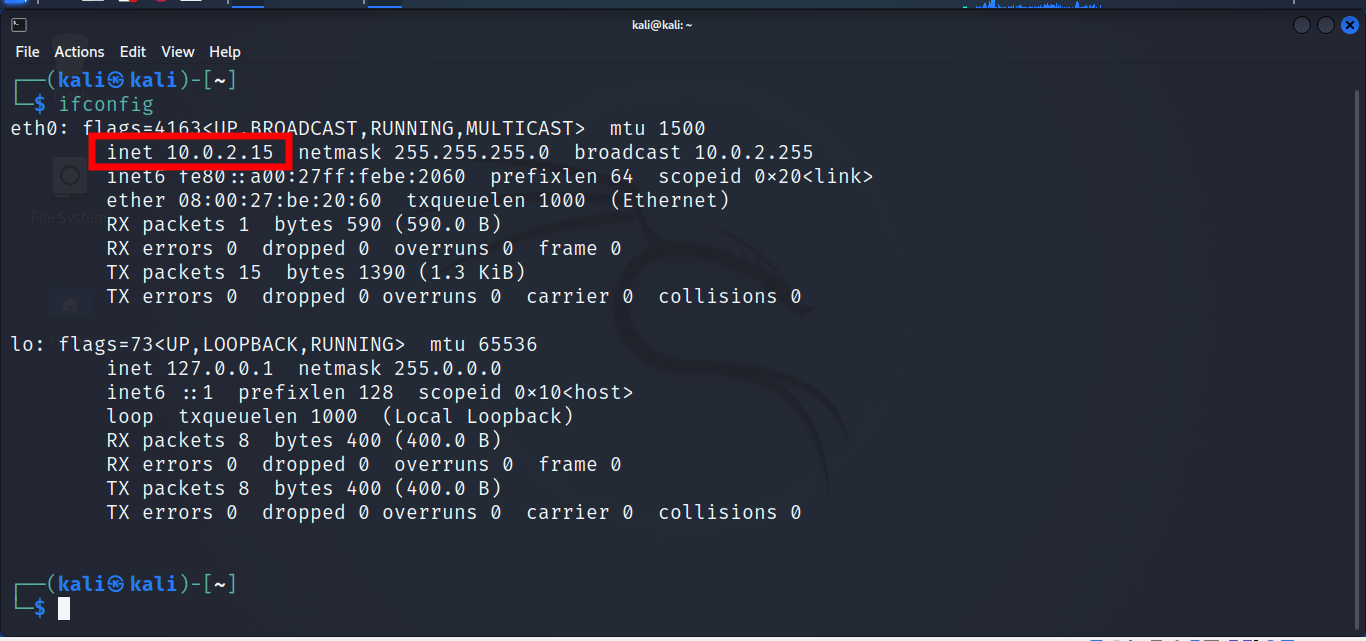 kali@kali: ~
File Actions Edit View Help
┌──(kali㉿kali)-[~]
└─$ ifconfig
eth0: flags=4163<UP,BROADCAST,RUNNING,MULTICAST>  mtu 1500
inet 10.0.2.15  netmask 255.255.255.0  broadcast 10.0.2.255
inet6 fe80::a00:27ff:febe:2060  prefixlen 64  scopeid 0×20<link>
ether 08:00:27:be:20:60  txqueuelen 1000  (Ethernet)
RX packets 1  bytes 590 (590.0 B)
RX errors 0  dropped 0  overruns 0  frame 0
TX packets 15  bytes 1390 (1.3 KiB)
TX errors 0  dropped 0 overruns 0  carrier 0  collisions 0
File System
lo: flags=73<UP,LOOPBACK,RUNNING>  mtu 65536
inet 127.0.0.1  netmask 255.0.0.0
inet6 ::1  prefixlen 128  scopeid 0×10<host>
loop  txqueuelen 1000  (Local Loopback)
RX packets 8  bytes 400 (400.0 B)
RX errors 0  dropped 0  overruns 0  frame 0
TX packets 8  bytes 400 (400.0 B)
TX errors 0  dropped 0 overruns 0  carrier 0  collisions 0
┌──(kali㉿kali)-[~]
└─$